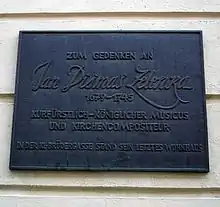 ZUM GEDENKEN AN
Jan Dismas Zelenka
1679-1745
KURFÜRSTLICH-KÖNIGLICHER MUSICUS
UND KIRCHENCOMPOSITEUR
IN DER SCHLOSSGASSE STAND SEIN LETZTES WOHNHAUS